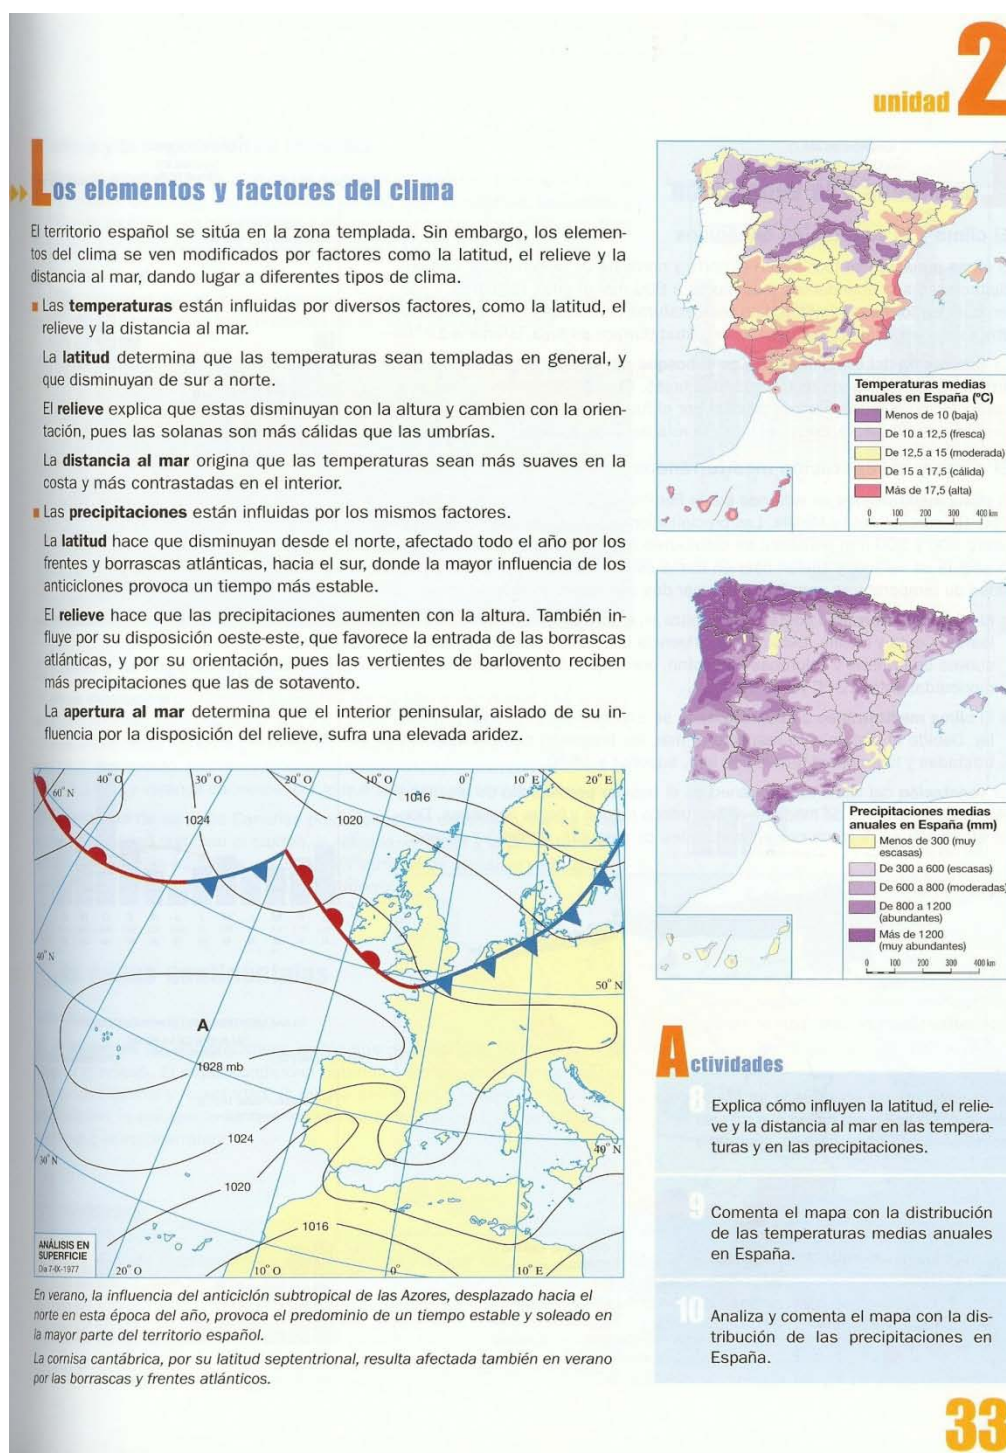 unidad 2
Los elementos y factores del clima
El territorio español se sitúa en la zona templada. Sin embargo, los elemen-
tos del clima se ven modificados por factores como la latitud, el relieve y la
distancia al mar, dando lugar a diferentes tipos de clima.
Las temperaturas están influidas por diversos factores, como la latitud, el
relieve y la distancia al mar.
La latitud determina que las temperaturas sean templadas en general, y
que disminuyan de sur a norte.
El relieve explica que estas disminuyan con la altura y cambien con la orien-
tación, pues las solanas son más cálidas que las umbrías.
La distancia al mar origina que las temperaturas sean más suaves en la
costa y más contrastadas en el interior.
Las precipitaciones están influidas por los mismos factores.
La latitud hace que disminuyan desde el norte, afectado todo el año por los
frentes y borrascas atlánticas, hacia el sur, donde la mayor influencia de los
anticiclones provoca un tiempo más estable.
El relieve hace que las precipitaciones aumenten con la altura. También in-
fluye por su disposición oeste-este, que favorece la entrada de las borrascas
atlánticas, y por su orientación, pues las vertientes de barlovento reciben
más precipitaciones que las de sotavento.
La apertura al mar determina que el interior peninsular, aislado de su in-
fluencia por la disposición del relieve, sufra una elevada aridez.
40° O
30° O
20° O
10° O
0°
10° E
20° E
60° N
1016
1024
1020
40° N
50° N
A
1028 mb
1024
40° N
30° N
1020
1016
ANÁLISIS EN
SUPERFICIE
Día 7-IX-1977
20° O
10° O
0°
10° E
En verano, la influencia del anticiclón subtropical de las Azores, desplazado hacia el
norte en esta época del año, provoca el predominio de un tiempo estable y soleado en
la mayor parte del territorio español.
La cornisa cantábrica, por su latitud septentrional, resulta afectada también en verano
por las borrascas y frentes atlánticos.
Temperaturas medias
anuales en España (ºC)
Menos de 10 (baja)
De 10 a 12,5 (fresca)
De 12,5 a 15 (moderada)
De 15 a 17,5 (cálida)
Más de 17,5 (alta)
0 100 200 300 400 km
Precipitaciones medias
anuales en España (mm)
Menos de 300 (muy
escasas)
De 300 a 600 (escasas)
De 600 a 800 (moderadas)
De 800 a 1200
(abundantes)
Más de 1200
(muy abundantes)
0 100 200 300 400 km
Actividades
8 Explica cómo influyen la latitud, el relie-
ve y la distancia al mar en las tempera-
turas y en las precipitaciones.
9 Comenta el mapa con la distribución
de las temperaturas medias anuales
en España.
10 Analiza y comenta el mapa con la dis-
tribución de las precipitaciones en
España.
33